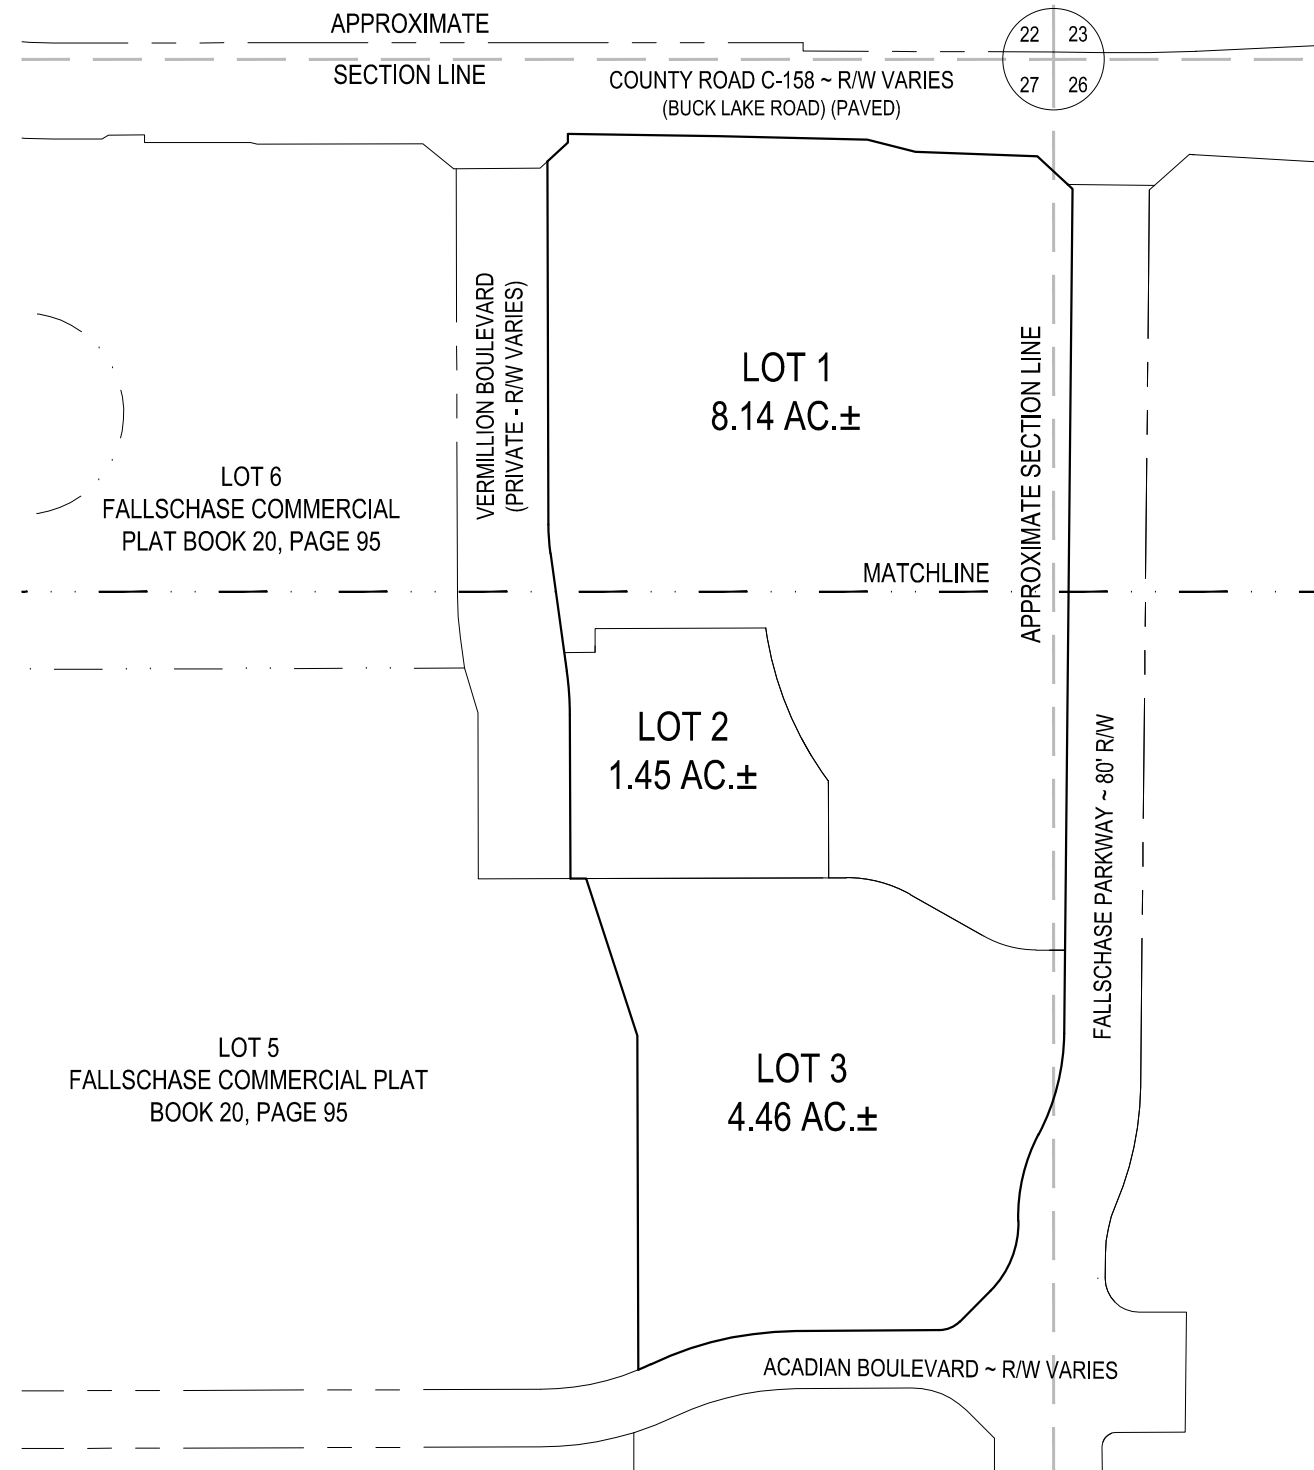 APPROXIMATE
SECTION LINE
COUNTY ROAD C-158 ~ R/W VARIES
(BUCK LAKE ROAD) (PAVED)
22 23
27 26
VERMILLION BOULEVARD
(PRIVATE - R/W VARIES)
LOT 1
8.14 AC.±
APPROXIMATE SECTION LINE
LOT 6
FALLSCHASE COMMERCIAL
PLAT BOOK 20, PAGE 95
MATCHLINE
LOT 2
1.45 AC.±
FALLSCHASE PARKWAY ~ 80' R/W
LOT 5
FALLSCHASE COMMERCIAL PLAT
BOOK 20, PAGE 95
LOT 3
4.46 AC.±
ACADIAN BOULEVARD ~ R/W VARIES